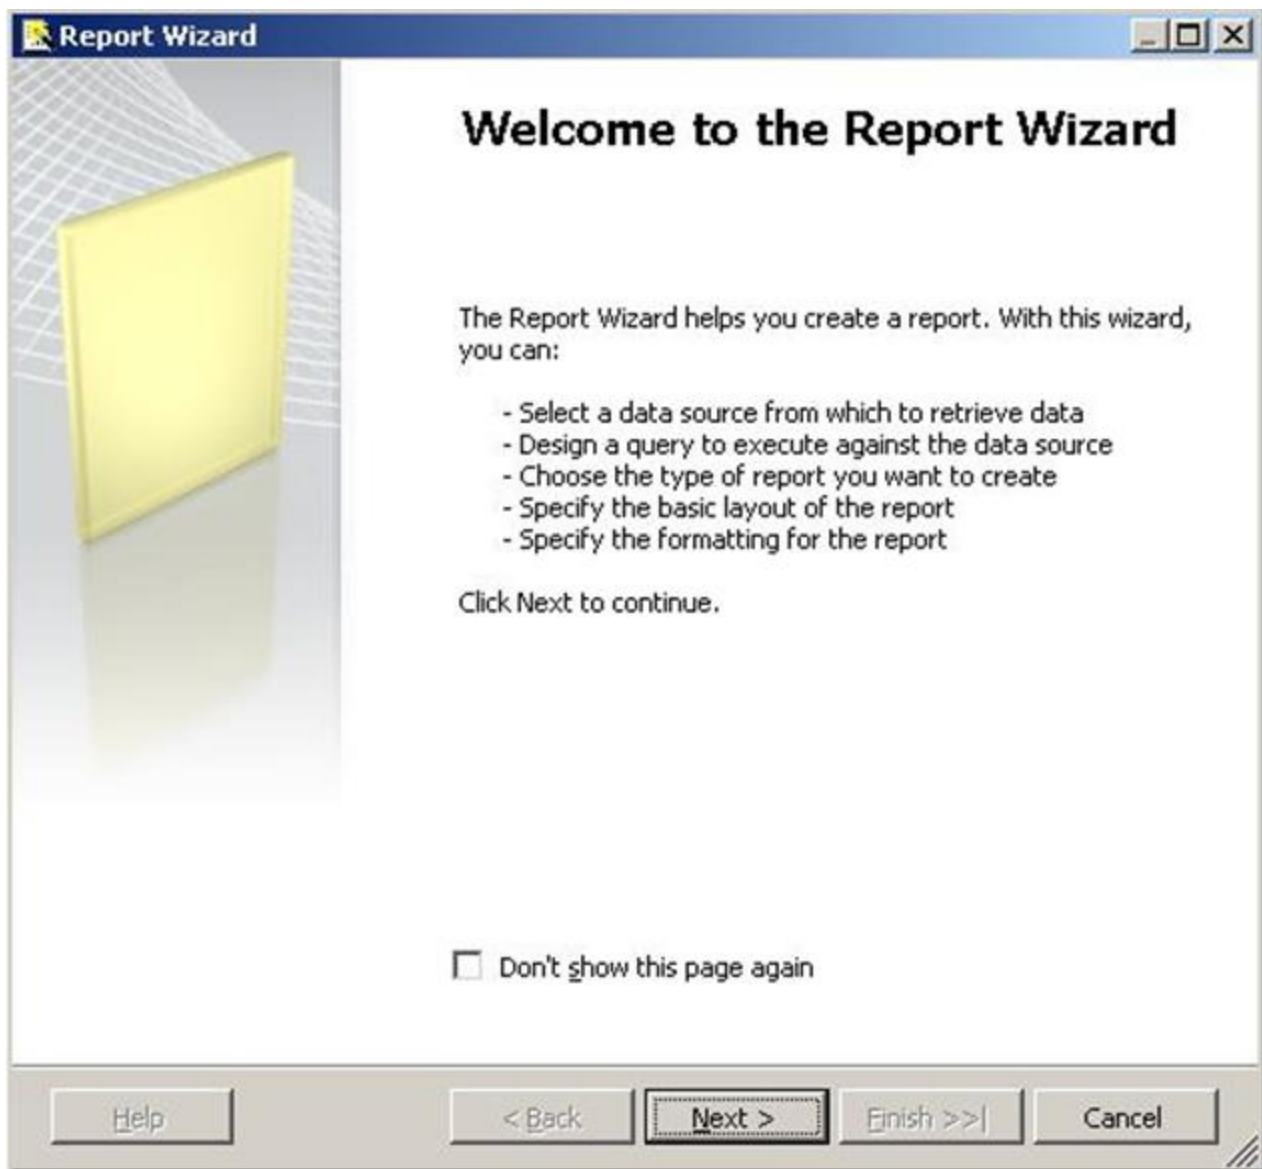 Report Wizard
Welcome to the Report Wizard
The Report Wizard helps you create a report. With this wizard,
you can:
- Select a data source from which to retrieve data
- Design a query to execute against the data source
- Choose the type of report you want to create
- Specify the basic layout of the report
- Specify the formatting for the report
Click Next to continue.
Don't show this page again
Help
< Back
Next >
Finish >>|
Cancel